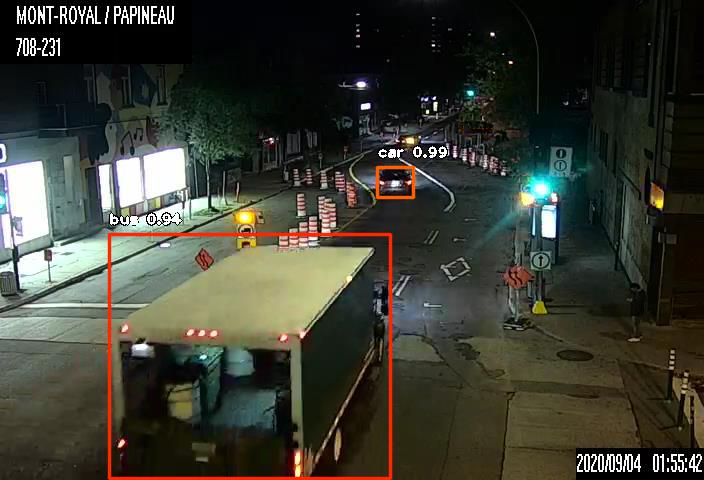 MONT-ROYAL / PAPINEAU
708-231
car 0.99
bus 0.94
2020/09/04 01:55:42